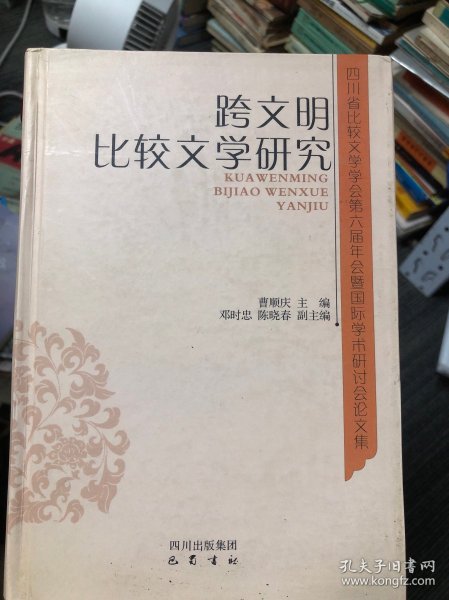 跨文明
比较文学研究
KUAWENMING
BIJIAO WENXUE
YANJIU
四川省比较文学学会第六届年会暨国际学术研讨会论文集
曹顺庆 主 编
邓时忠 陈晓春 副主编
四川出版集团
巴蜀书社
孔夫子旧书网
www.kongfz.com